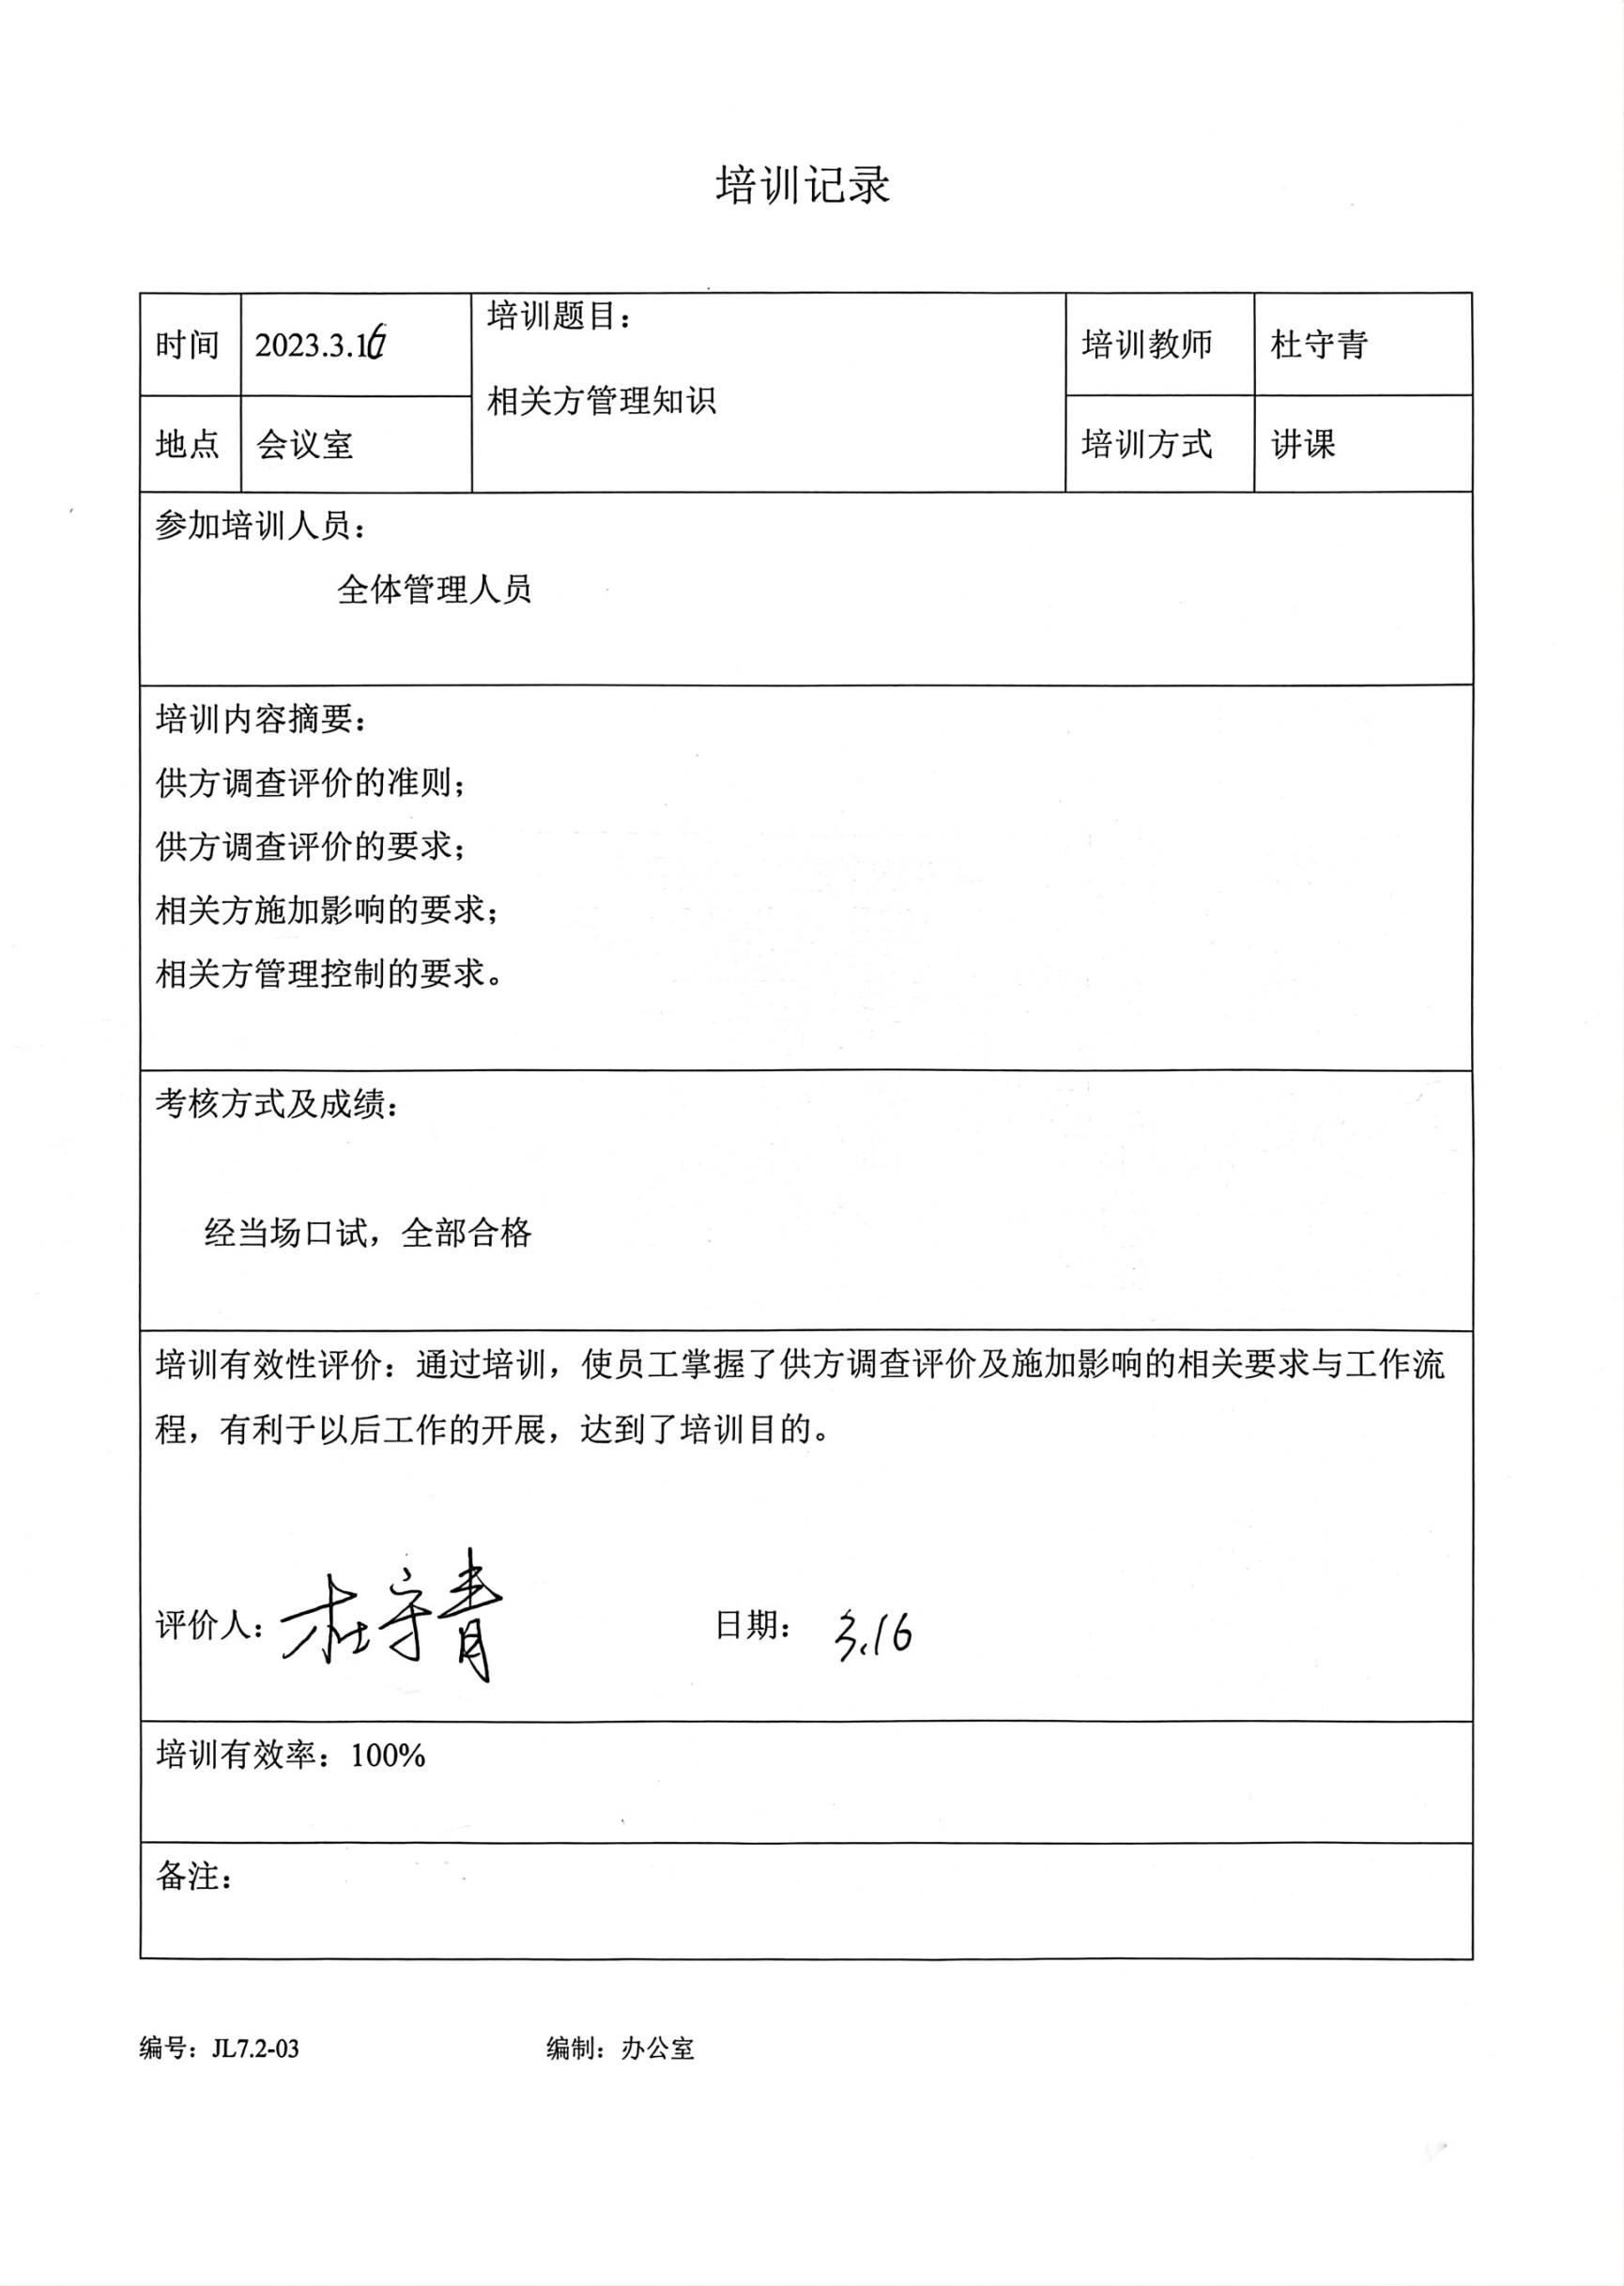 培训记录
时间 2023.3.16 培训题目： 培训教师 杜守青
相关方管理知识
地点 会议室 培训方式 讲课
参加培训人员：
全体管理人员
培训内容摘要：
供方调查评价的准则；
供方调查评价的要求；
相关方施加影响的要求；
相关方管理控制的要求。
考核方式及成绩：
经当场口试，全部合格
培训有效性评价：通过培训，使员工掌握了供方调查评价及施加影响的相关要求与工作流
程，有利于以后工作的开展，达到了培训目的。
评价人：杜守青 日期： 3.16
培训有效率：100%
备注：
编号：JL7.2-03 编制：办公室